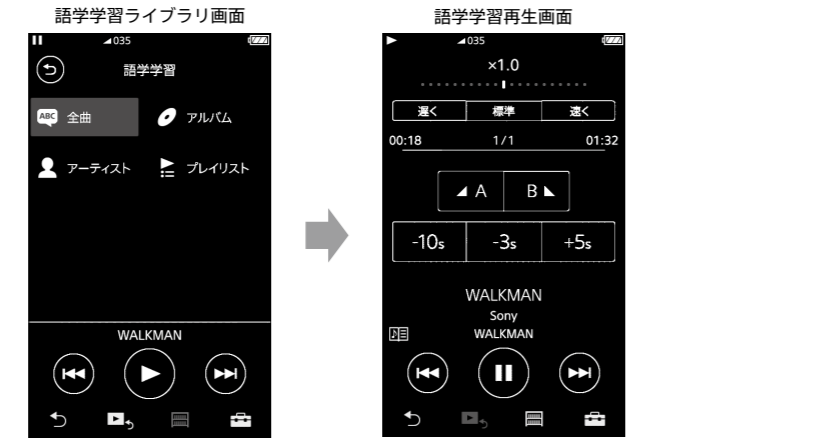 語学学習ライブラリ画面
035
語学学習
ABC 全曲
アルバム
アーティスト
プレイリスト
WALKMAN
語学学習再生画面
035
×1.0
遅く 標準 速く
00:18 1/1 01:32
A B
-10s -3s +5s
WALKMAN
Sony
WALKMAN